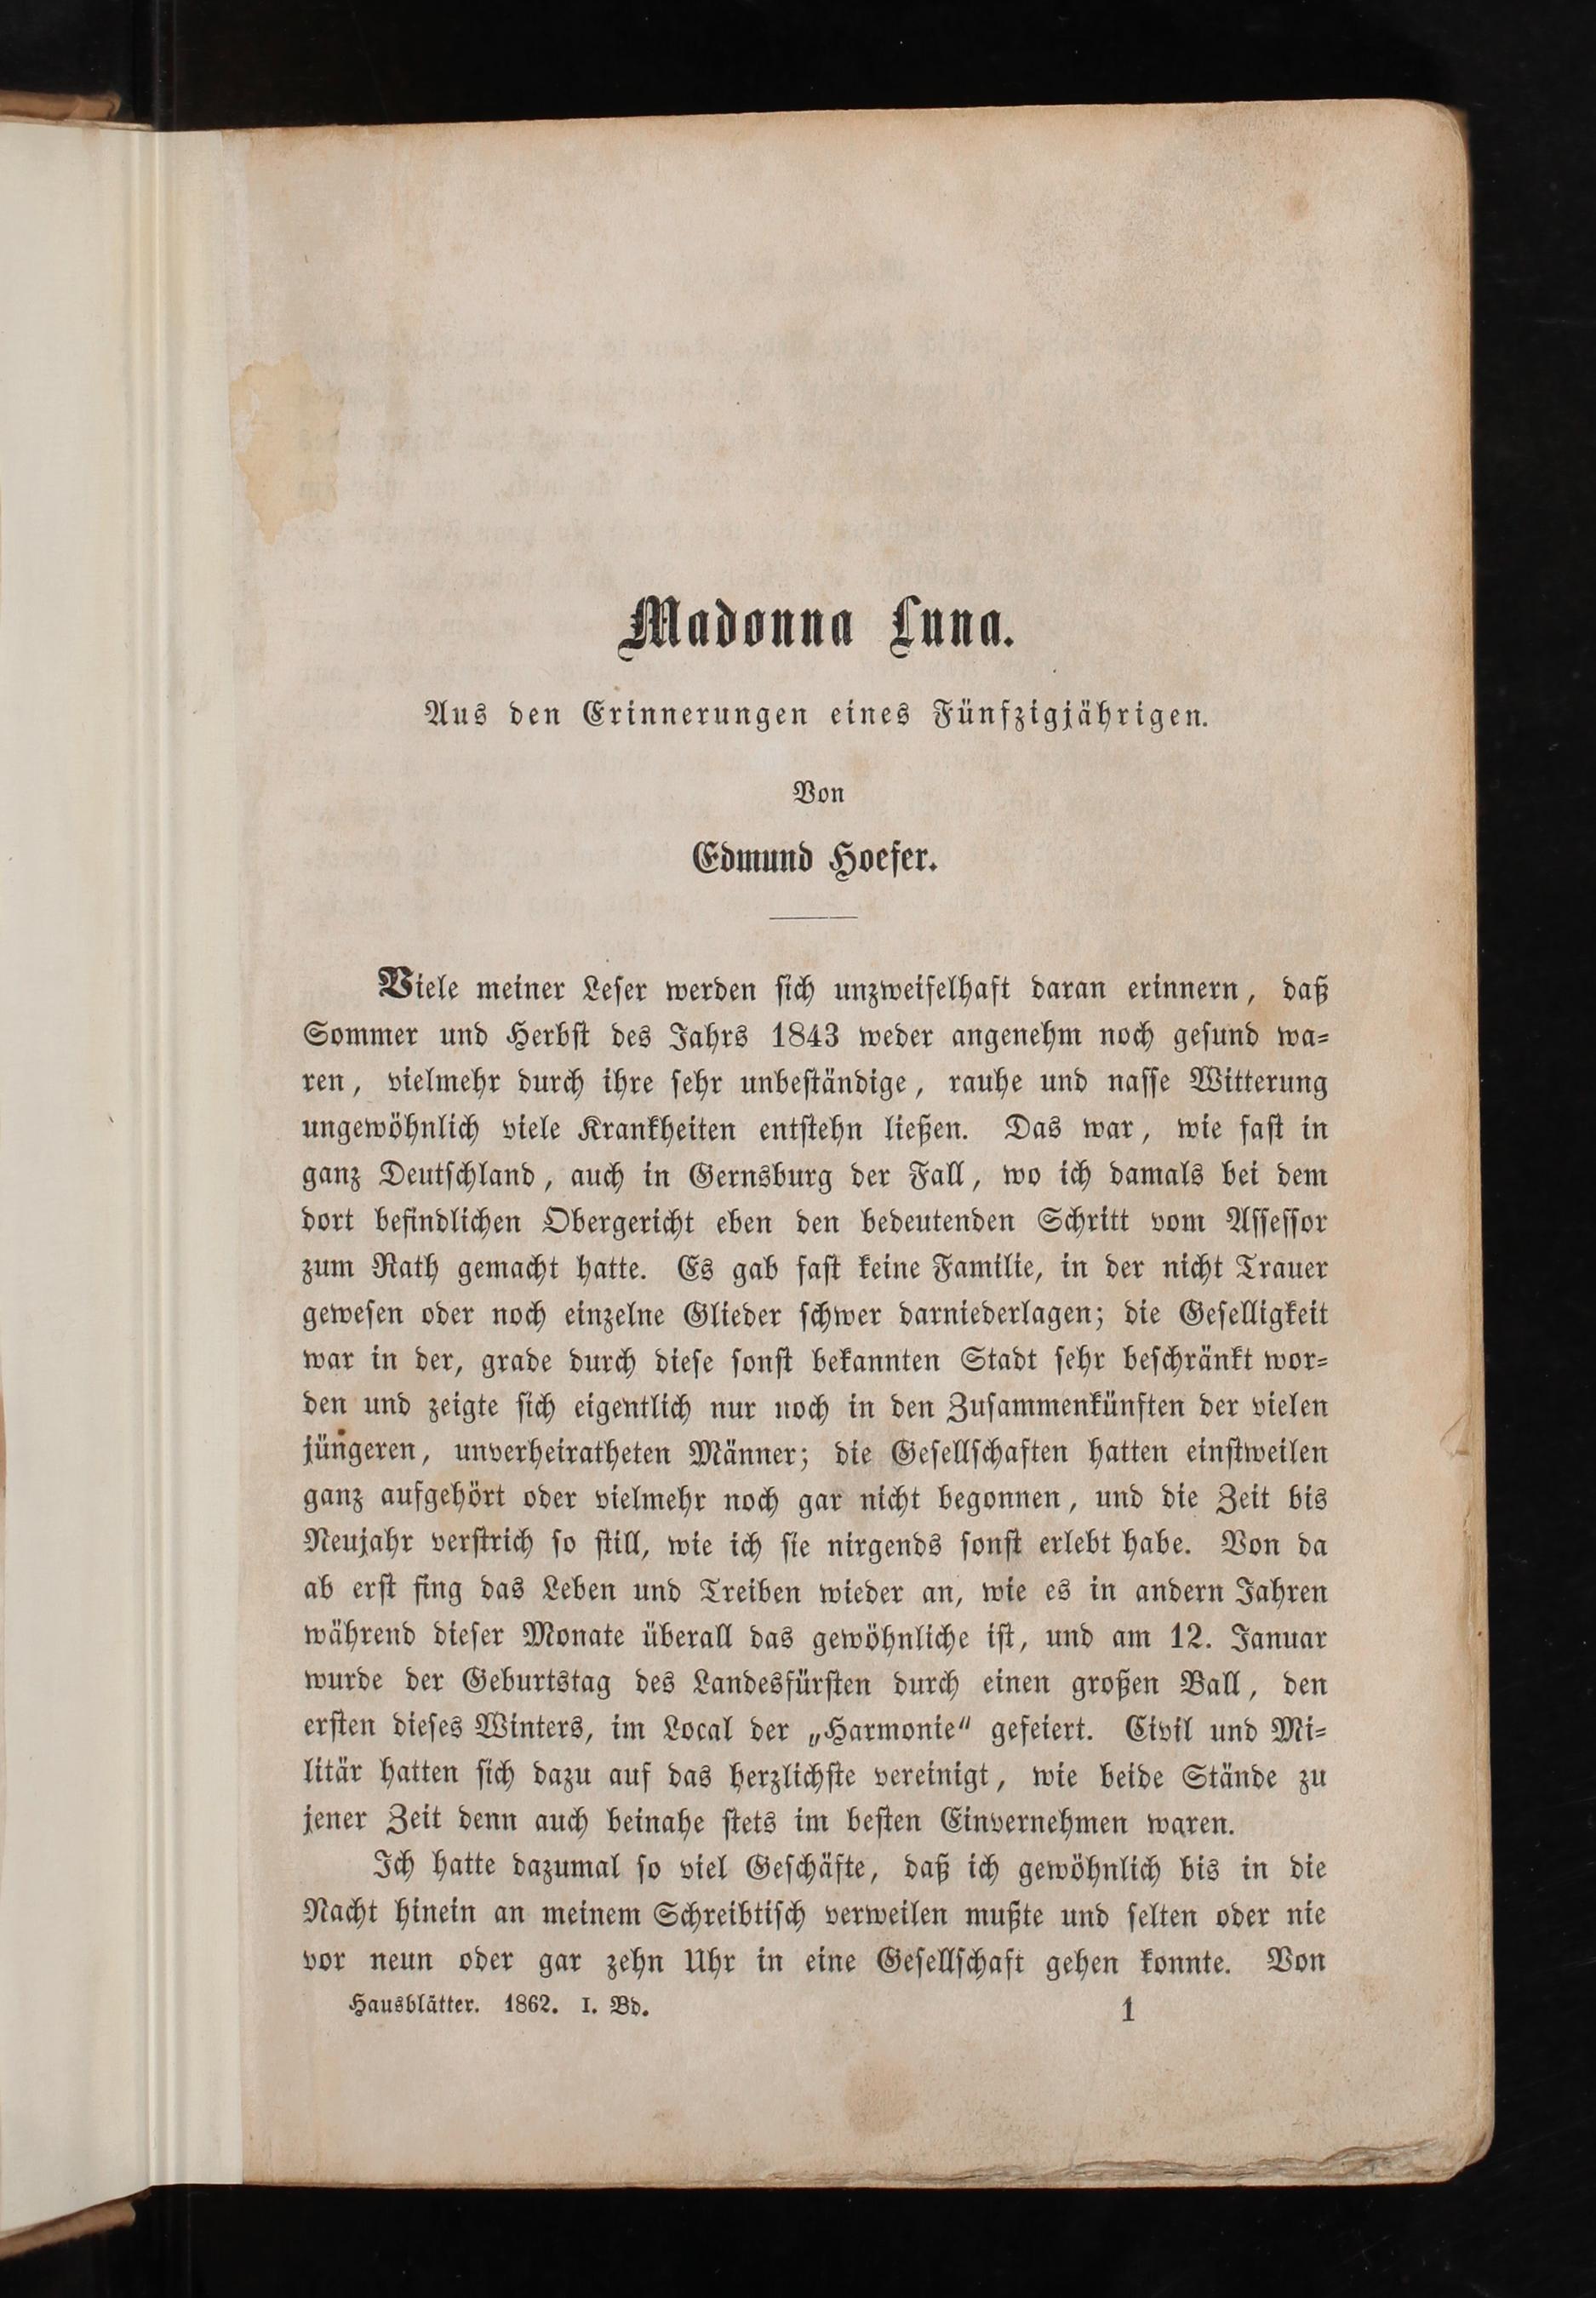 Madonna Luna.
Aus den Erinnerungen eines Fünfzigjährigen.
Von
Edmund Hoefer.
Viele meiner Leser werden sich unzweifelhaft daran erinnern, daß
Sommer und Herbst des Jahrs 1843 weder angenehm noch gesund wa-
ren, vielmehr durch ihre sehr unbeständige, rauhe und nasse Witterung
ungewöhnlich viele Krankheiten entstehn ließen. Das war, wie fast in
ganz Deutschland, auch in Gernsburg der Fall, wo ich damals bei dem
dort befindlichen Obergericht eben den bedeutenden Schritt vom Assessor
zum Rath gemacht hatte. Es gab fast keine Familie, in der nicht Trauer
gewesen oder noch einzelne Glieder schwer darniederlagen; die Geselligkeit
war in der, grade durch diese sonst bekannten Stadt sehr beschränkt wor-
den und zeigte sich eigentlich nur noch in den Zusammenkünften der vielen
jüngeren, unverheiratheten Männer; die Gesellschaften hatten einstweilen
ganz aufgehört oder vielmehr noch gar nicht begonnen, und die Zeit bis
Neujahr verstrich so still, wie ich sie nirgends sonst erlebt habe. Von da
ab erst fing das Leben und Treiben wieder an, wie es in andern Jahren
während dieser Monate überall das gewöhnliche ist, und am 12. Januar
wurde der Geburtstag des Landesfürsten durch einen großen Ball, den
ersten dieses Winters, im Local der „Harmonie“ gefeiert. Civil und Mi-
litär hatten sich dazu auf das herzlichste vereinigt, wie beide Stände zu
jener Zeit denn auch beinahe stets im besten Einvernehmen waren.
Ich hatte dazumal so viel Geschäfte, daß ich gewöhnlich bis in die
Nacht hinein an meinem Schreibtisch verweilen mußte und selten oder nie
vor neun oder gar zehn Uhr in eine Gesellschaft gehen konnte. Von
Hausblätter. 1862. I. Bd. 1